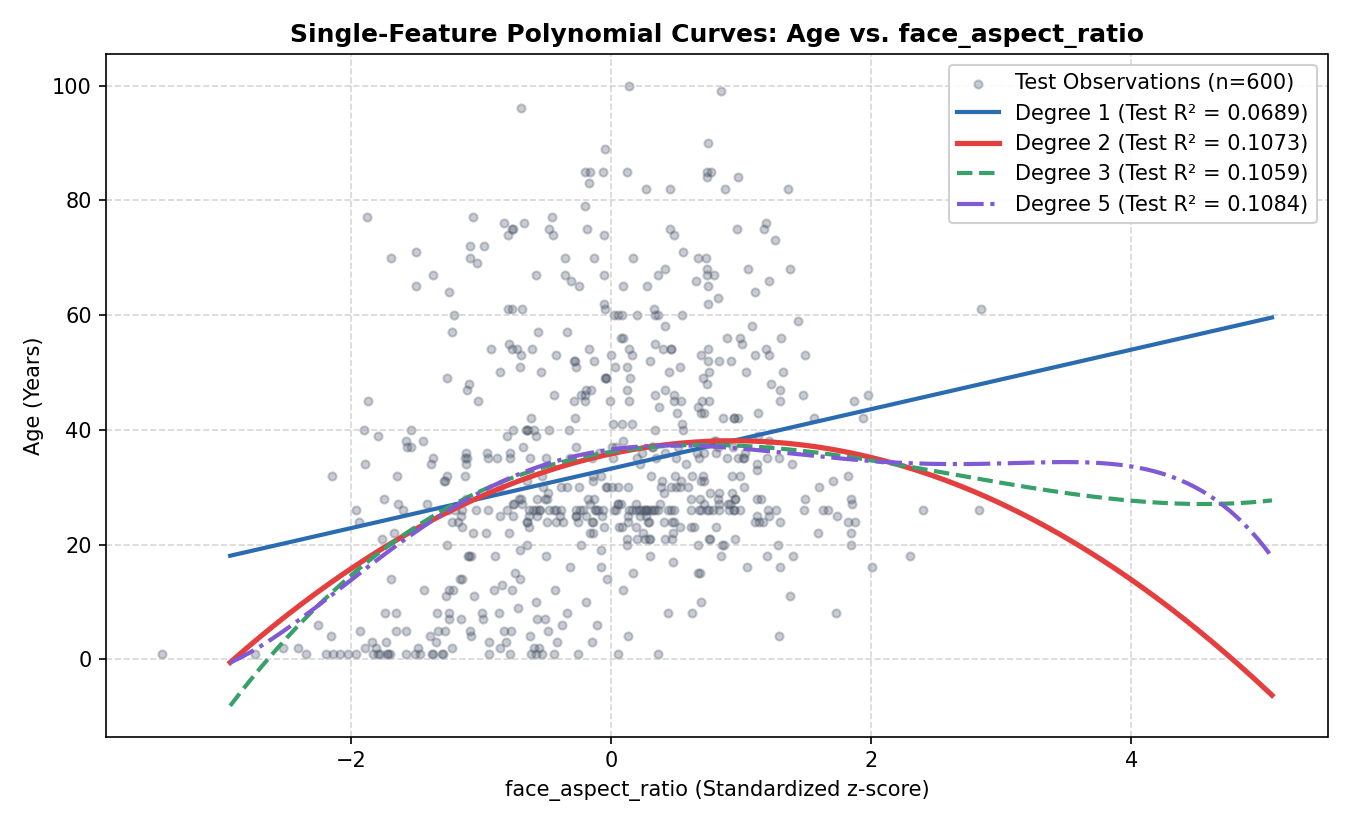 Single-Feature Polynomial Curves: Age vs. face_aspect_ratio
Test Observations (n=600)
Degree 1 (Test R² = 0.0689)
Degree 2 (Test R² = 0.1073)
Degree 3 (Test R² = 0.1059)
Degree 5 (Test R² = 0.1084)
100
80
60
40
20
0
Age (Years)
−2 0 2 4
face_aspect_ratio (Standardized z-score)